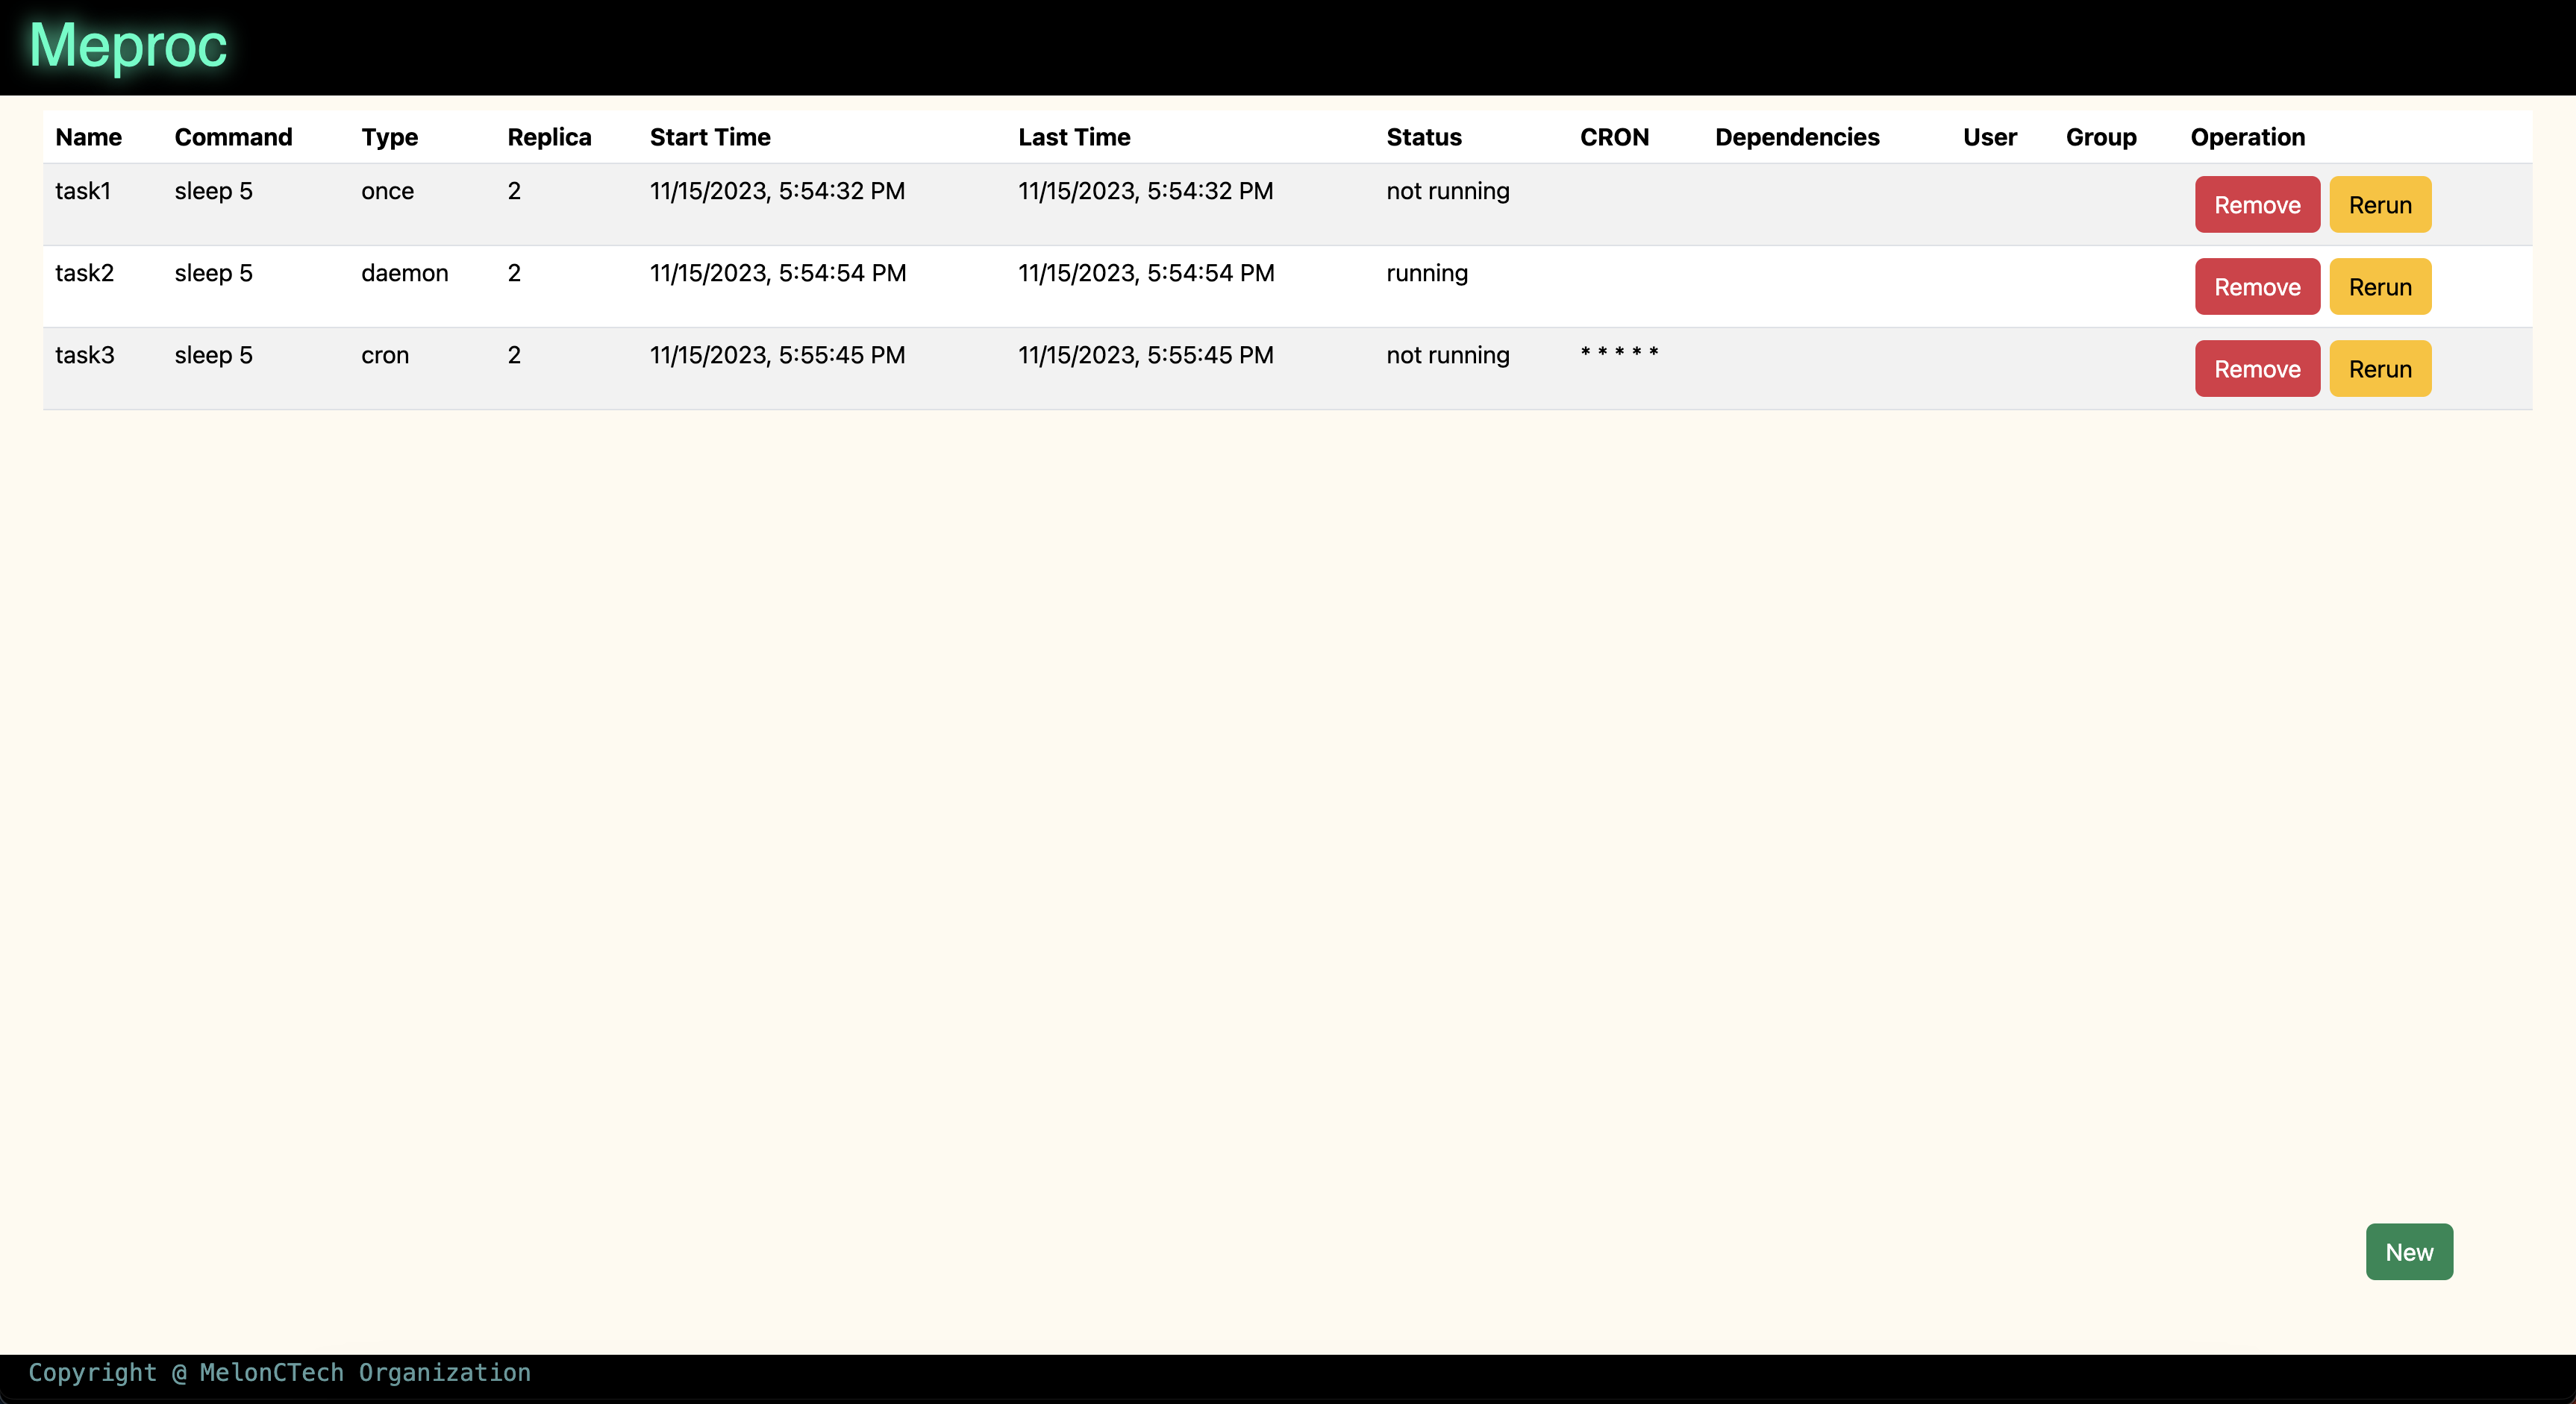 Meproc
Name Command Type Replica Start Time Last Time Status CRON Dependencies User Group Operation
task1 sleep 5 once 2 11/15/2023, 5:54:32 PM 11/15/2023, 5:54:32 PM not running Remove Rerun
task2 sleep 5 daemon 2 11/15/2023, 5:54:54 PM 11/15/2023, 5:54:54 PM running Remove Rerun
task3 sleep 5 cron 2 11/15/2023, 5:55:45 PM 11/15/2023, 5:55:45 PM not running * * * * * Remove Rerun
New
Copyright @ MelonCTech Organization